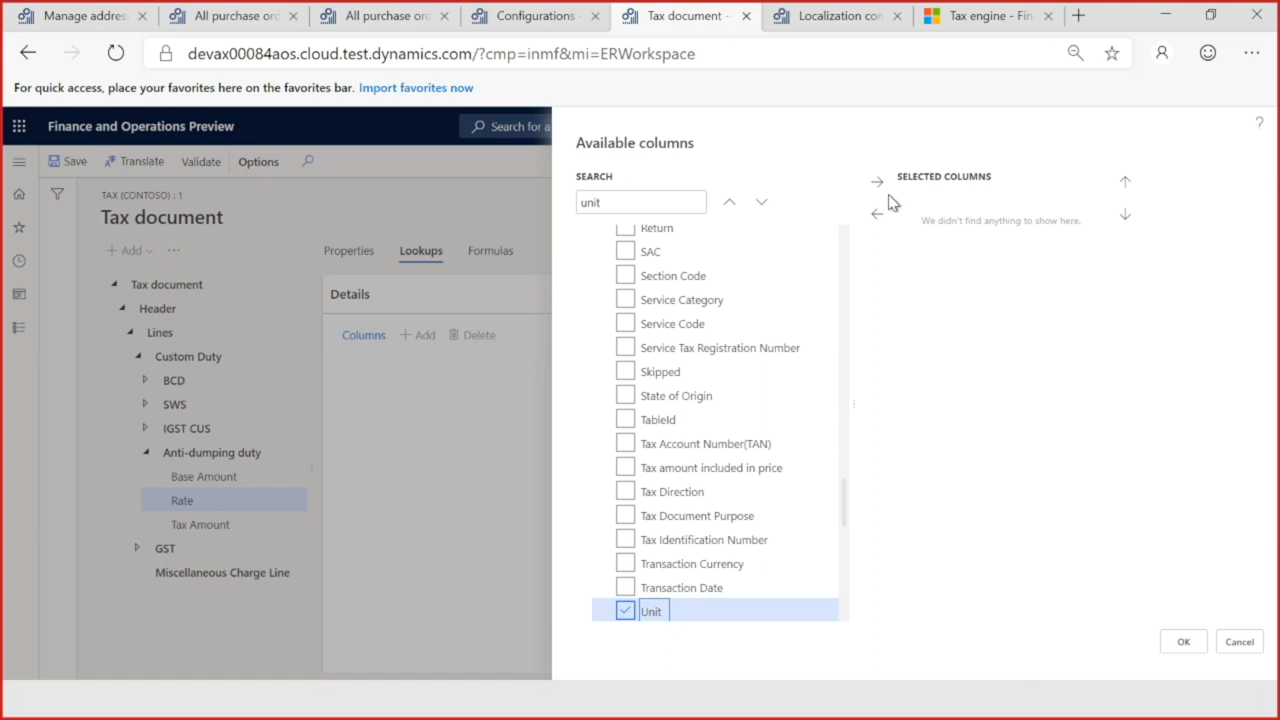 Manage addres
All purchase ord
All purchase ord
Configurations -
Tax document --
Localization con
Tax engine - Fin
devax00084aos.cloud.test.dynamics.com/?cmp=inmf&mi=ERWorkspace
For quick access, place your favorites here on the favorites bar. Import favorites now
Finance and Operations Preview
Search for a
Save
Translate
Validate
Options
TAX (CONTOSO) : 1
Tax document
+ Add
Properties
Lookups
Formulas
Tax document
Header
Lines
Custom Duty
BCD
SWS
IGST CUS
Anti-dumping duty
Base Amount
Rate
Tax Amount
GST
Miscellaneous Charge Line
Details
Columns
+ Add
Delete
?
Available columns
SEARCH
unit
Return
SAC
Section Code
Service Category
Service Code
Service Tax Registration Number
Skipped
State of Origin
TableId
Tax Account Number(TAN)
Tax amount included in price
Tax Direction
Tax Document Purpose
Tax Identification Number
Transaction Currency
Transaction Date
Unit
SELECTED COLUMNS
We didn't find anything to show here.
OK
Cancel